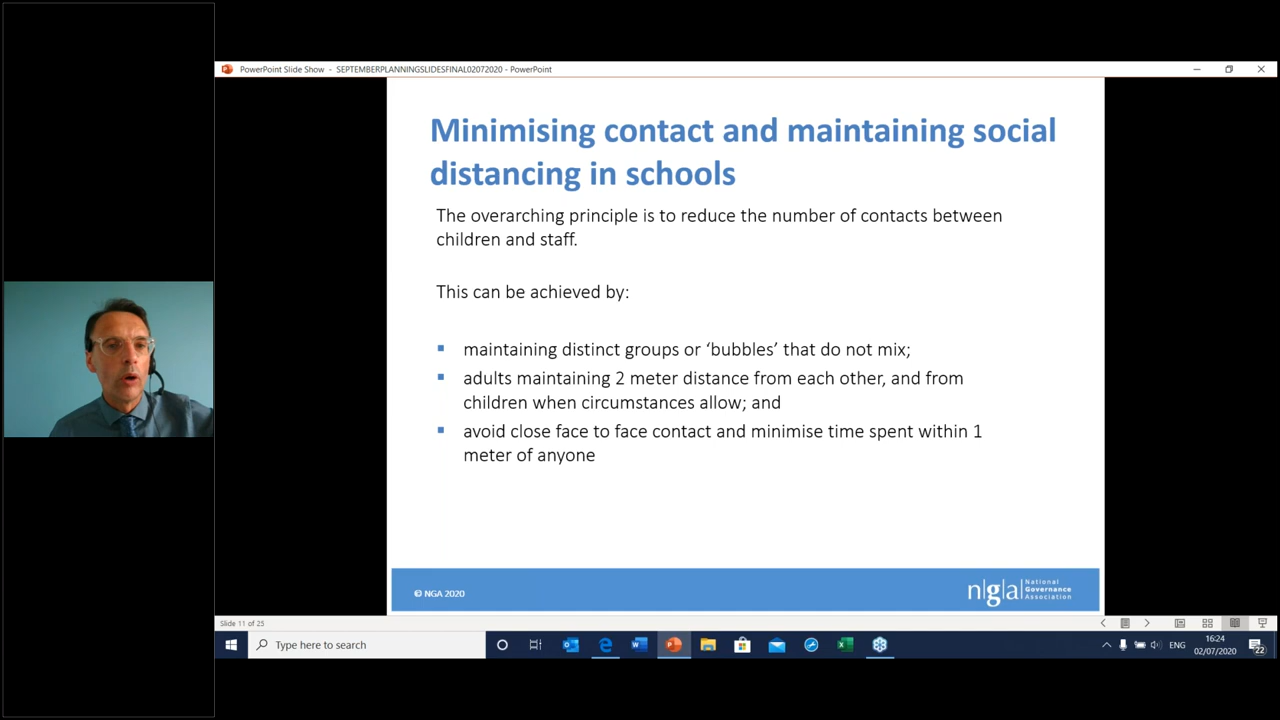 PowerPoint Slide Show - SEPTEMBERPLANNINGSLIDESFINAL02072020 - PowerPoint
Minimising contact and maintaining social
distancing in schools
The overarching principle is to reduce the number of contacts between
children and staff.
This can be achieved by:
maintaining distinct groups or ‘bubbles’ that do not mix;
adults maintaining 2 meter distance from each other, and from
children when circumstances allow; and
avoid close face to face contact and minimise time spent within 1
meter of anyone
© NGA 2020
n|g|a| National
Governance
Association
Slide 11 of 25
Type here to search
ENG
16:24
02/07/2020
22